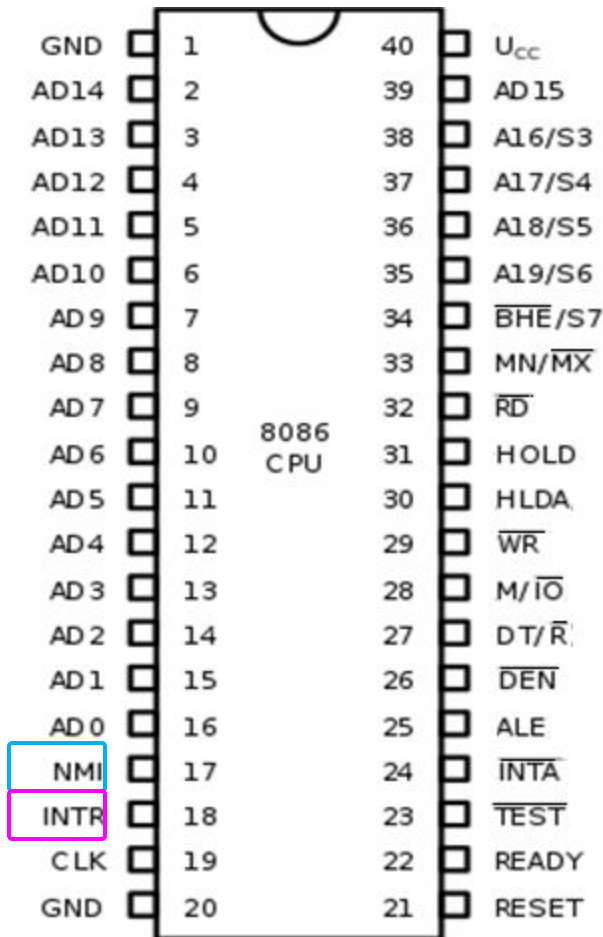 GND 1 40 UCC
AD14 2 39 AD15
AD13 3 38 A16/S3
AD12 4 37 A17/S4
AD11 5 36 A18/S5
AD10 6 35 A19/S6
AD9 7 34 BHE/S7
AD8 8 33 MN/MX
AD7 9 32 RD
8086
CPU
AD6 10 31 HOLD
AD5 11 30 HLDA
AD4 12 29 WR
AD3 13 28 M/IO
AD2 14 27 DT/R
AD1 15 26 DEN
AD0 16 25 ALE
NMI 17 24 INTA
INTR 18 23 TEST
CLK 19 22 READY
GND 20 21 RESET